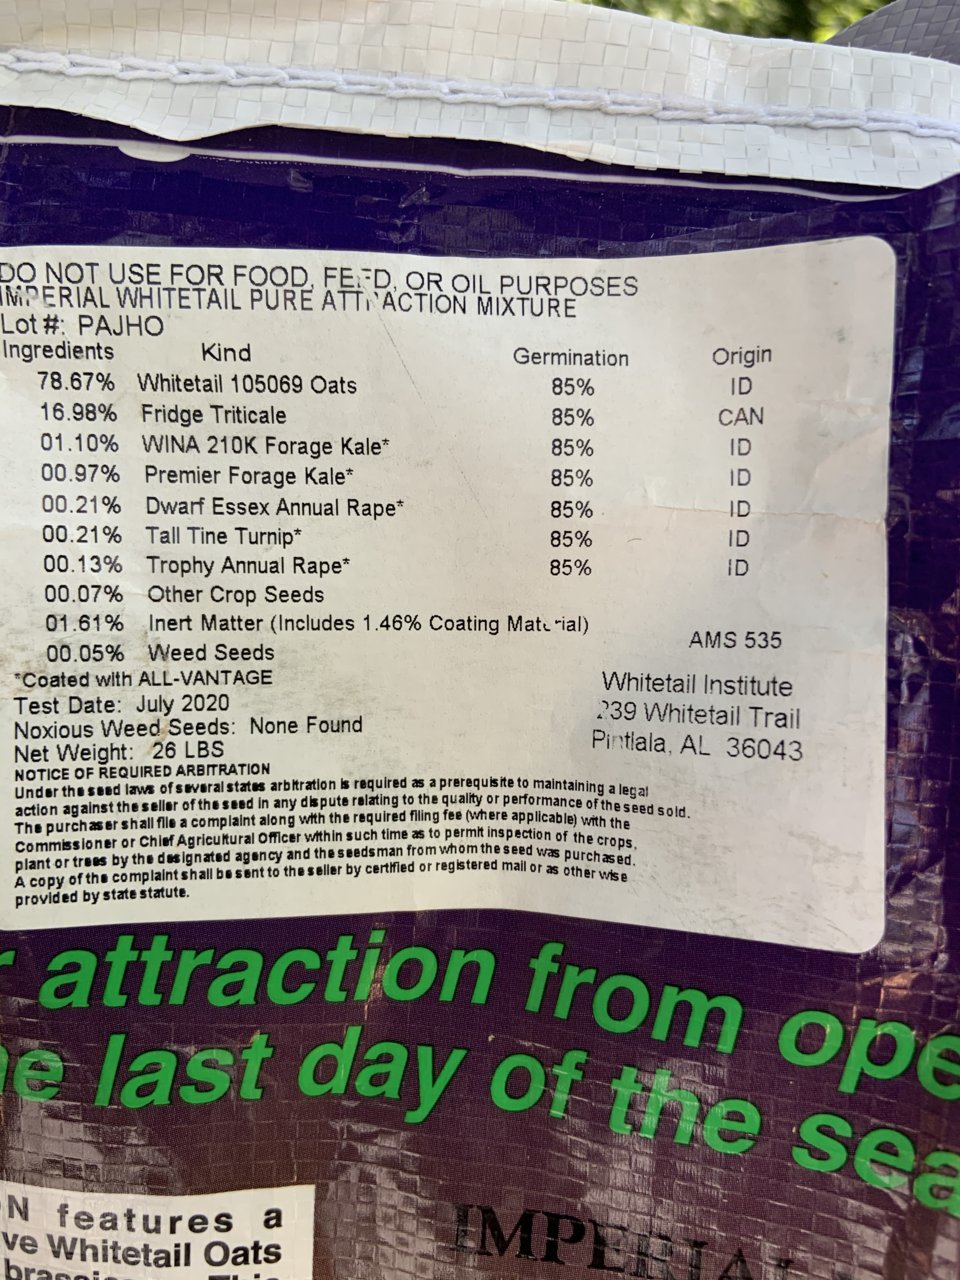 DO NOT USE FOR FOOD, FEED, OR OIL PURPOSES
IMPERIAL WHITETAIL PURE ATTRACTION MIXTURE
Lot #: PAJHO
Ingredients Kind Germination Origin
78.67% Whitetail 105069 Oats 85% ID
16.98% Fridge Triticale 85% CAN
01.10% WINA 210K Forage Kale* 85% ID
00.97% Premier Forage Kale* 85% ID
00.21% Dwarf Essex Annual Rape* 85% ID
00.21% Tall Tine Turnip* 85% ID
00.13% Trophy Annual Rape* 85% ID
00.07% Other Crop Seeds
01.61% Inert Matter (Includes 1.46% Coating Material)
00.05% Weed Seeds
AMS 535
*Coated with ALL-VANTAGE
Test Date: July 2020
Noxious Weed Seeds: None Found
Net Weight: 26 LBS
Whitetail Institute
239 Whitetail Trail
Pintlala, AL 36043
NOTICE OF REQUIRED ARBITRATION
Under the seed laws of several states arbitration is required as a prerequisite to maintaining a legal
action against the seller of the seed in any dispute relating to the quality or performance of the seed sold.
The purchaser shall file a complaint along with the required filing fee (where applicable) with the
Commissioner or Chief Agricultural Officer within such time as to permit inspection of the crops,
plant or trees by the designated agency and the seedsman from whom the seed was purchased.
A copy of the complaint shall be sent to the seller by certified or registered mail or as other wise
provided by state statute.
r attraction from ope
e last day of the sea
N features a
ve Whitetail Oats
IMPERIAL